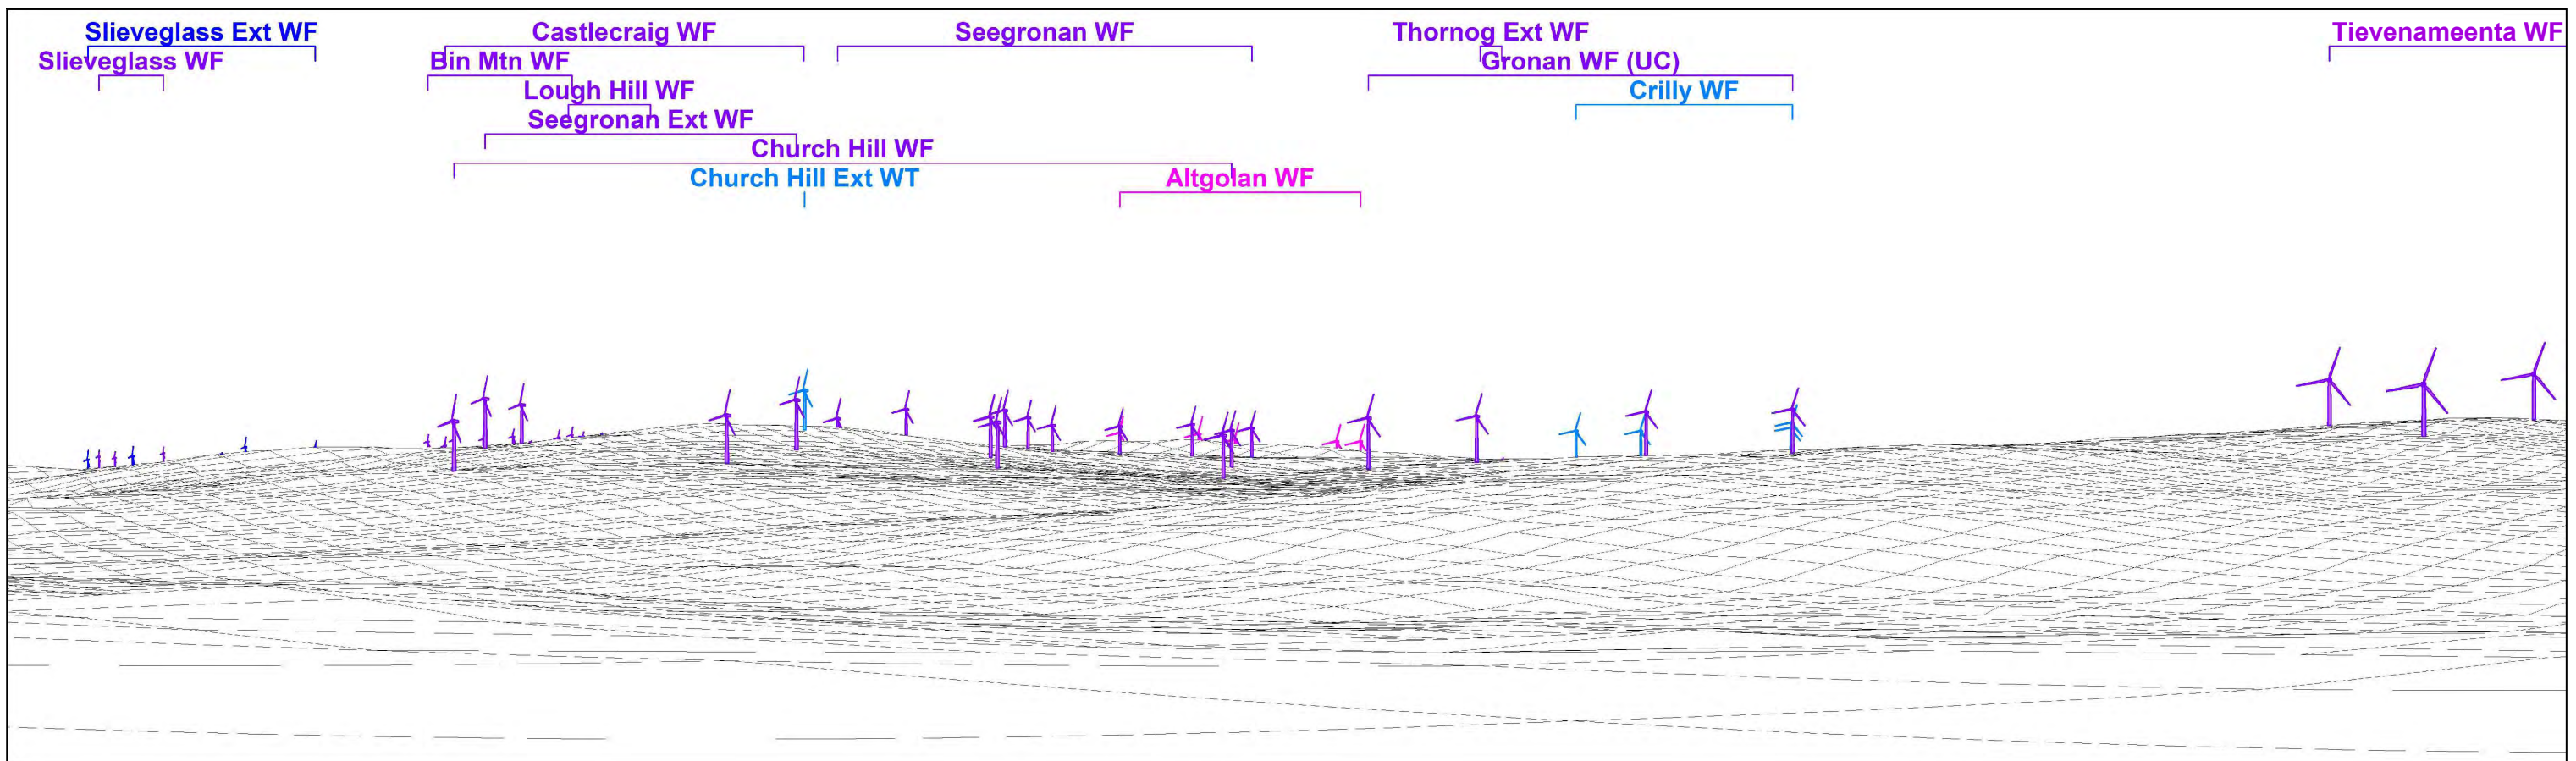 Slieveglass Ext WF Castlecraig WF Seegronan WF Thornog Ext WF Tievenameenta WF
Slieveglass WF Bin Mtn WF Gronan WF (UC)
Lough Hill WF Crilly WF
Seegronan Ext WF
Church Hill WF
Church Hill Ext WT Altgolan WF